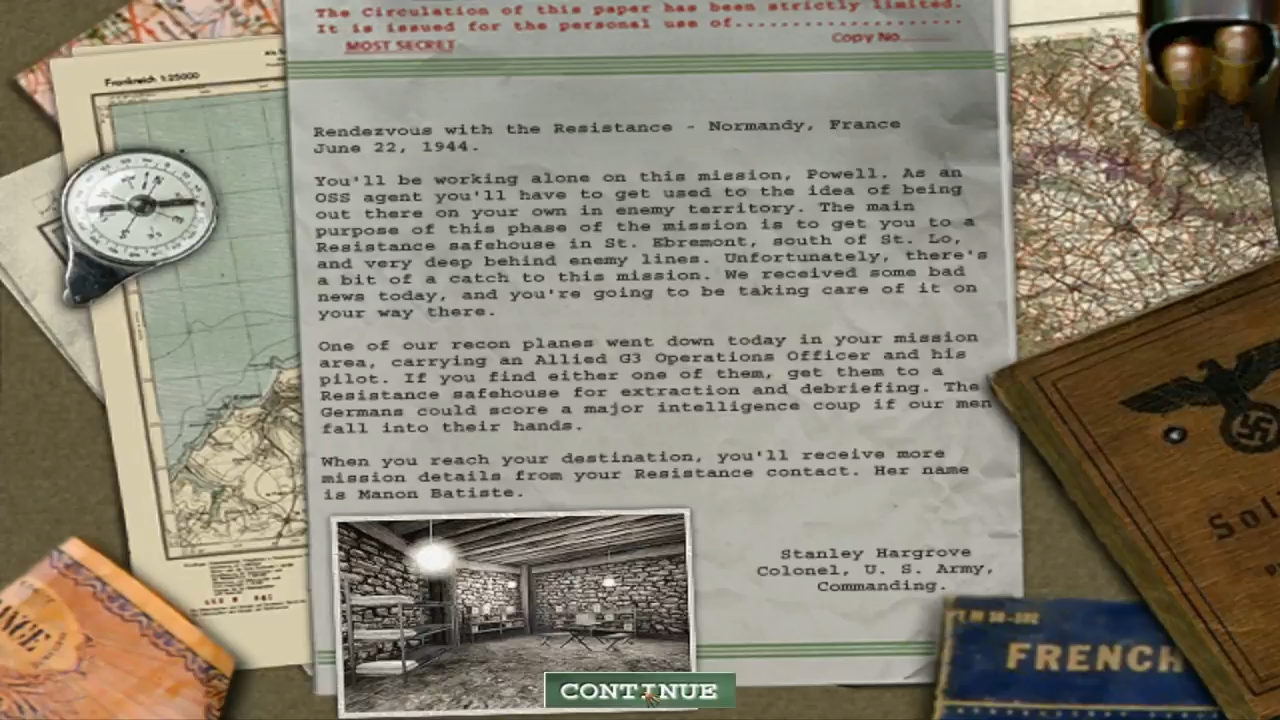 The Circulation of this paper has been strictly limited.
It is issued for the personal use of....................
MOST SECRET
Copy No.
Frankreich 1:25000
Rendezvous with the Resistance - Normandy, France
June 22, 1944.
You'll be working alone on this mission, Powell. As an
OSS agent you'll have to get used to the idea of being
out there on your own in enemy territory. The main
purpose of this phase of the mission is to get you to a
Resistance safehouse in St. Ebremont, south of St. Lo,
and very deep behind enemy lines. Unfortunately, there's
a bit of a catch to this mission. We received some bad
news today, and you're going to be taking care of it on
your way there.
One of our recon planes went down today in your mission
area, carrying an Allied G3 Operations Officer and his
pilot. If you find either one of them, get them to a
Resistance safehouse for extraction and debriefing. The
Germans could score a major intelligence coup if our men
fall into their hands.
When you reach your destination, you'll receive more
mission details from your Resistance contact. Her name
is Manon Batiste.
Stanley Hargrove
Colonel, U. S. Army,
Commanding.
Sol
FRENCH
CONTINUE